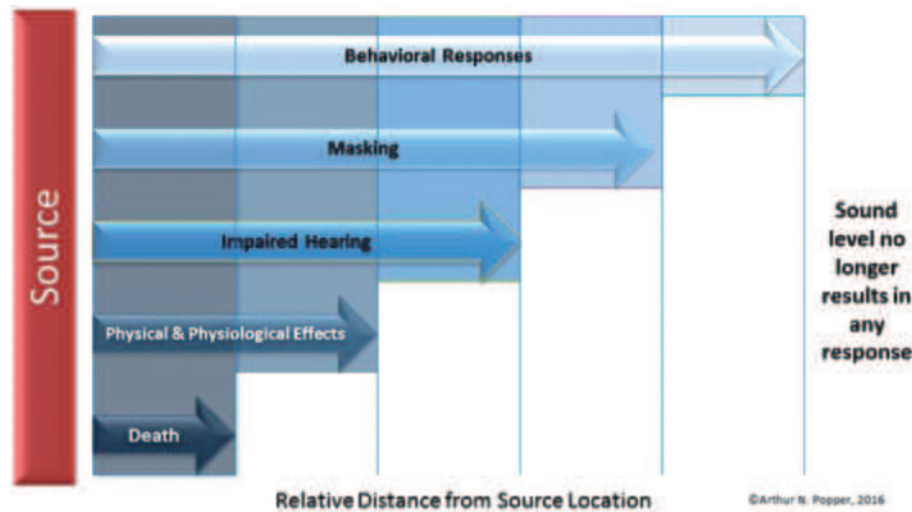 Source
Behavioral Responses
Masking
Impaired Hearing
Physical & Physiological Effects
Death
Sound
level no
longer
results in
any
response
Relative Distance from Source Location
©Arthur N. Popper, 2016